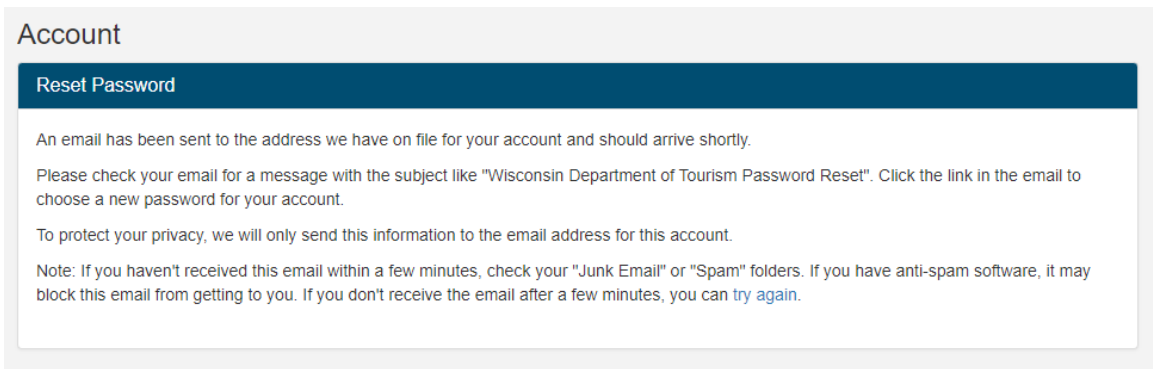 Account
Reset Password
An email has been sent to the address we have on file for your account and should arrive shortly.
Please check your email for a message with the subject like "Wisconsin Department of Tourism Password Reset". Click the link in the email to
choose a new password for your account.
To protect your privacy, we will only send this information to the email address for this account.
Note: If you haven't received this email within a few minutes, check your "Junk Email" or "Spam" folders. If you have anti-spam software, it may
block this email from getting to you. If you don't receive the email after a few minutes, you can try again.